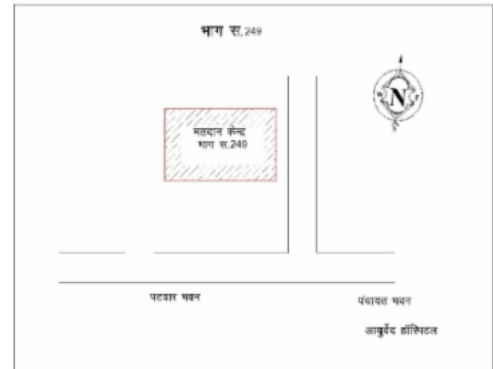 भाग स.249
N
मतदान केन्द्र
भाग स.249
पटवार भवन
पंचायत भवन
आयुर्वेद हॉस्पिटल